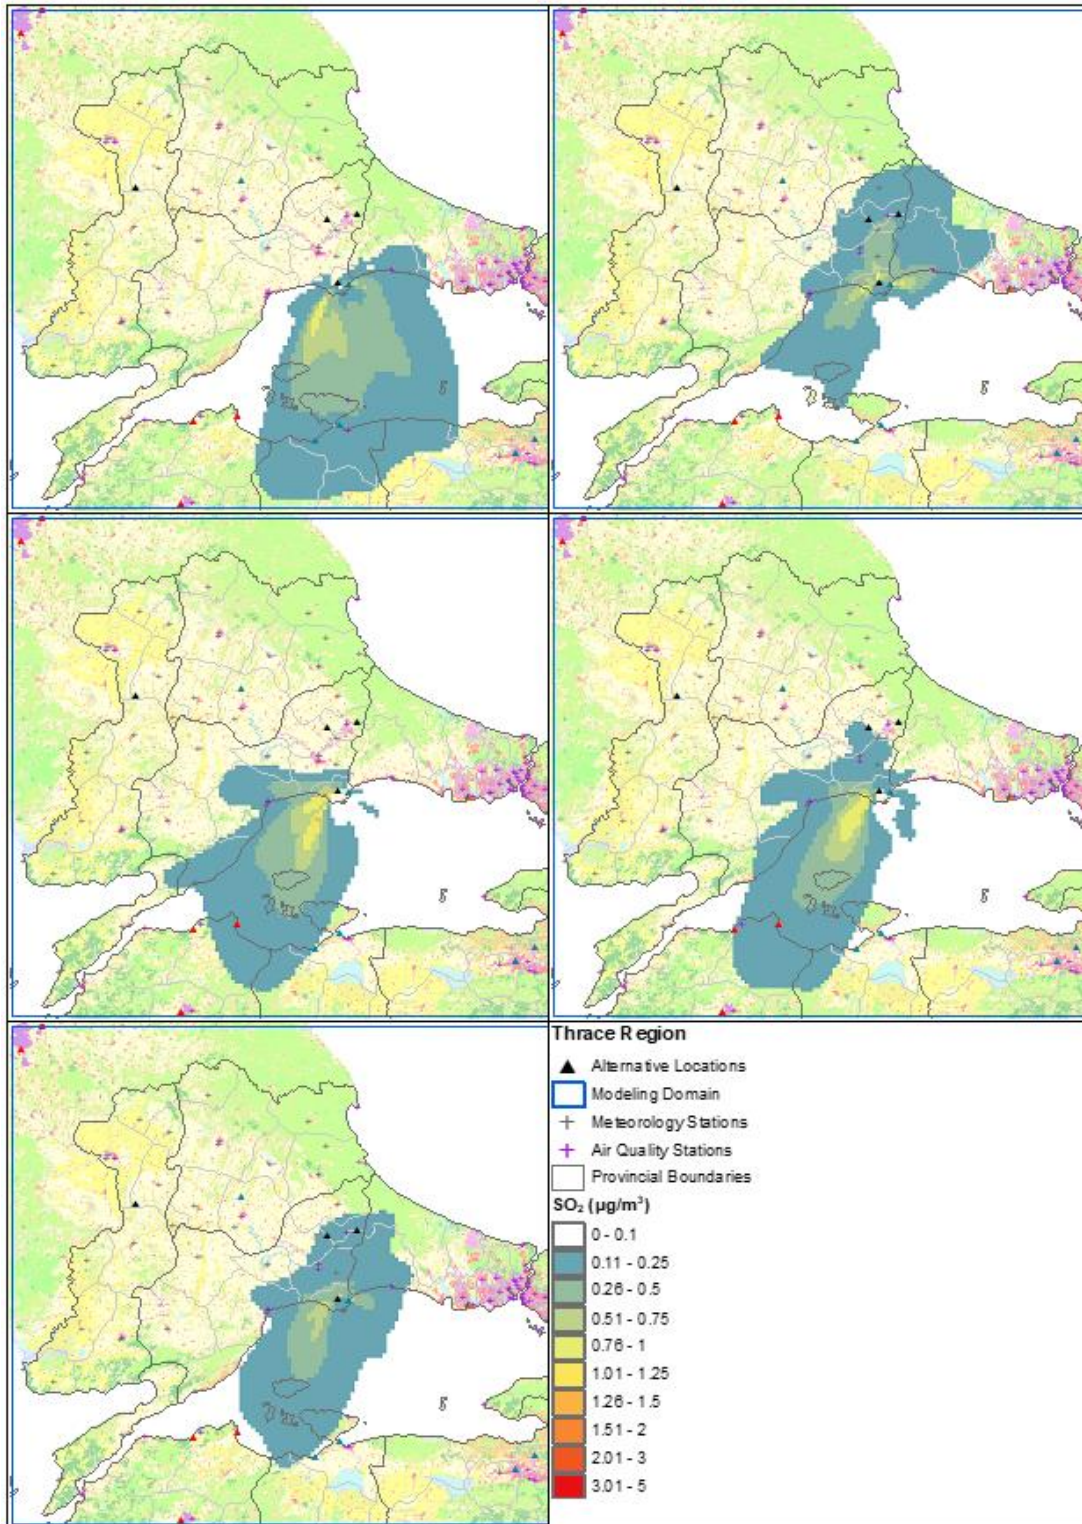 Thrace Region
Alternative Locations
Modeling Domain
Meteorology Stations
Air Quality Stations
Provincial Boundaries
SO₂ (µg/m³)
0 - 0.1
0.11 - 0.25
0.26 - 0.5
0.51 - 0.75
0.76 - 1
1.01 - 1.25
1.26 - 1.5
1.51 - 2
2.01 - 3
3.01 - 5